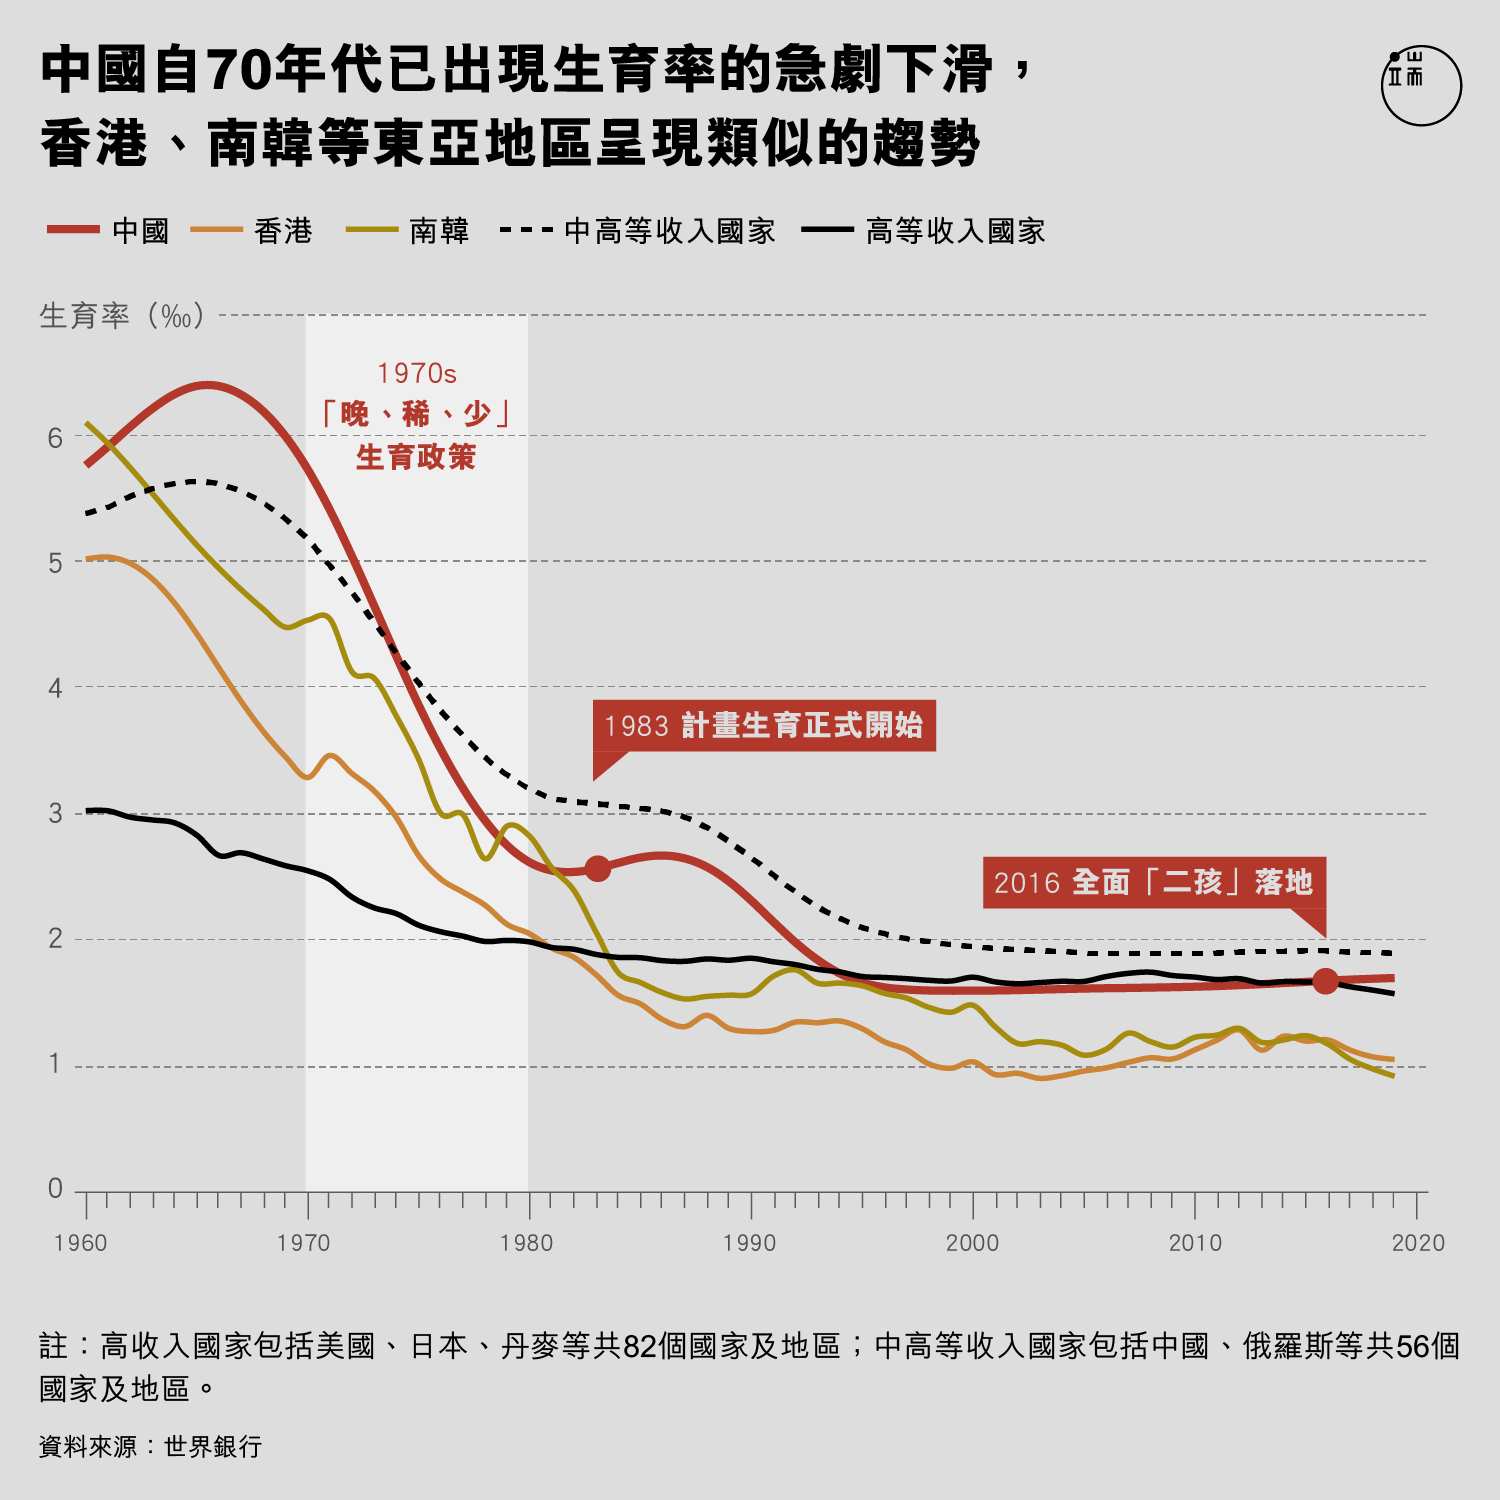 中國自70年代已出現生育率的急劇下滑，
香港、南韓等東亞地區呈現類似的趨勢
端
中國 香港 南韓 中高等收入國家 高等收入國家
生育率（‰）
1970s
「晚、稀、少」
生育政策
6
5
4
1983 計畫生育正式開始
3
2016 全面「二孩」落地
2
1
0
1960 1970 1980 1990 2000 2010 2020
註：高收入國家包括美國、日本、丹麥等共82個國家及地區；中高等收入國家包括中國、俄羅斯等共56個
國家及地區。
資料來源：世界銀行